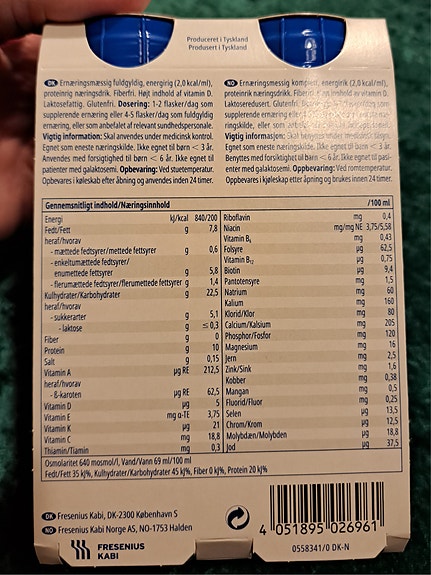 Produceret i Tyskland
Produsert i Tyskland
DK Ernæringsmæssig fuldgyldig, energirig (2,0 kcal/ml),
proteinrig næringsdrik. Fiberfri. Højt indhold af vitamin D.
Laktosefattig. Glutenfri. Dosering: 1-2 flasker/dag som
supplerende ernæring eller 4-5 flasker/dag som fuldgyldig
ernæring, eller som anbefalet af relevant sundhedspersonale.
Vigtig information: Skal anvendes under medicinsk kontrol.
Egnet som eneste næringskilde. Ikke egnet til børn < 3 år.
Anvendes med forsigtighed til børn < 6 år. Ikke egnet til
patienter med galaktosemi. Opbevaring: Ved stuetemperatur.
Opbevares i køleskab efter åbning og anvendes inden 24 timer.
NO Ernæringsmessig komplett, energirik (2,0 kcal/ml),
proteinrik næringsdrikk. Fiberfri. av vitamin D.
Laktoseredusert. Glutenfri.
supplerende ernæring eller
ringskilde, eller som anbefalt av
Vigtig informasjon: Skal benyttes under medisinsk tilsyn.
Egnet som eneste næringskilde. Ikke egnet til barn < 3 år.
Benyttes med forsiktighet til barn < 6 år. Ikke egnet til pasi-
enter med galaktosemi. Oppbevaring: Ved romtemperatur.
Oppbevares i kjøleskap etter åpning og brukes innen 24 timer.
Gennemsnitligt indhold/Næringsinnhold /100 ml
Energi kJ/kcal 840/200
Fedt/Fett g 7,8
heraf/hvorav
- mættede fedtsyrer/mettede fettsyrer g 0,6
- enkeltumættede fedtsyrer/
enumettede fettsyrer g 5,8
- flerumættede fedtsyrer/flerumettede fettsyrer g 1,4
Kulhydrater/Karbohydrater g 22,5
heraf/hvorav
- sukkerarter g 5,1
- laktose g ≤ 0,3
Fiber g 0
Protein g 10
Salt g 0,15
Vitamin A µg RE 212,5
heraf/hvorav
- ß-karoten µg RE 62,5
Vitamin D µg 5
Vitamin E mg α-TE 3,75
Vitamin K µg 21
Vitamin C mg 18,8
Thiamin/Tiamin mg 0,3
Riboflavin mg 0,4
Niacin mg/mg NE 3,75/5,58
Vitamin B6 mg 0,43
Folsyre µg 62,5
Vitamin B12 µg 0,75
Biotin µg 9,4
Pantotensyre mg 1,5
Natrium mg 60
Kalium mg 160
Klorid/Klor mg 80
Calcium/Kalsium mg 205
Phosphor/Fosfor mg 120
Magnesium mg 16
Jern mg 2,5
Zink/Sink mg 1,6
Kobber mg 0,38
Mangan mg 0,5
Fluorid/Fluor mg 0,25
Selen µg 13,5
Chrom/Krom µg 12,5
Molybdæn/Molybden µg 18,8
Jod µg 37,5
Osmolaritet 640 mosmol/l, Vand/Vann 69 ml/100 ml
Fedt/Fett 35 kJ%, Kulhydrater/Karbohydrater 45 kJ%, Fiber 0 kJ%, Protein 20 kJ%
DK Fresenius Kabi, DK-2300 København S
NO Fresenius Kabi Norge AS, NO-1753 Halden
FRESENIUS
KABI
4 051895 026961
0558341/0 DK-N